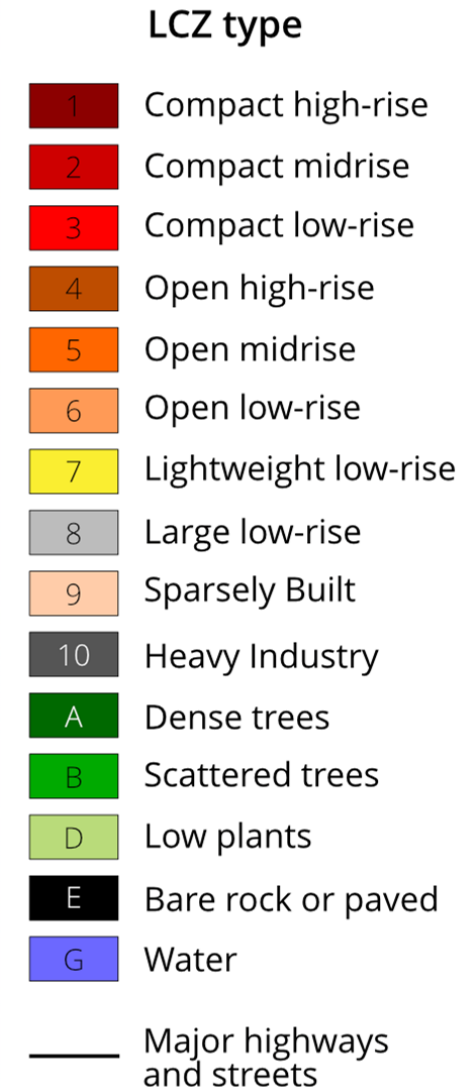 LCZ type
1 Compact high-rise
2 Compact midrise
3 Compact low-rise
4 Open high-rise
5 Open midrise
6 Open low-rise
7 Lightweight low-rise
8 Large low-rise
9 Sparsely Built
10 Heavy Industry
A Dense trees
B Scattered trees
D Low plants
E Bare rock or paved
G Water
Major highways
and streets